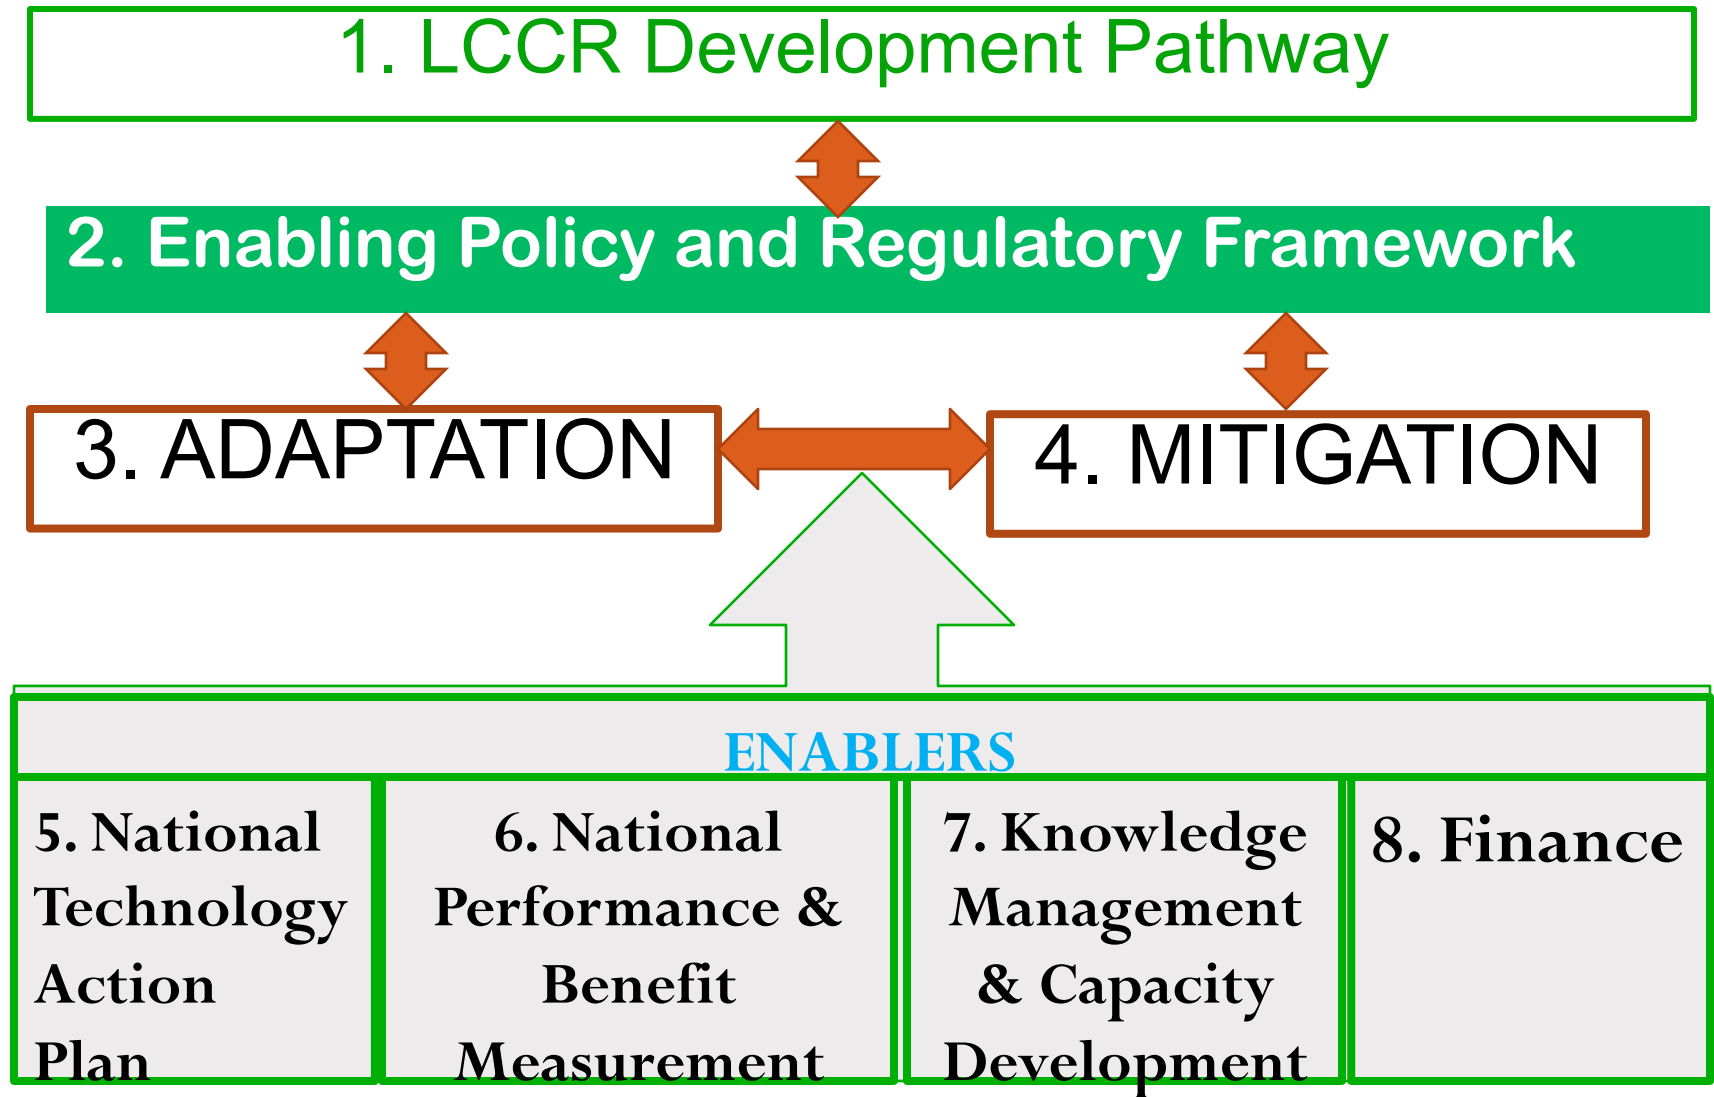 1. LCCR Development Pathway
2. Enabling Policy and Regulatory Framework
3. ADAPTATION
4. MITIGATION
ENABLERS
5. National
Technology
Action
Plan
6. National
Performance &
Benefit
Measurement
7. Knowledge
Management
& Capacity
Development
8. Finance